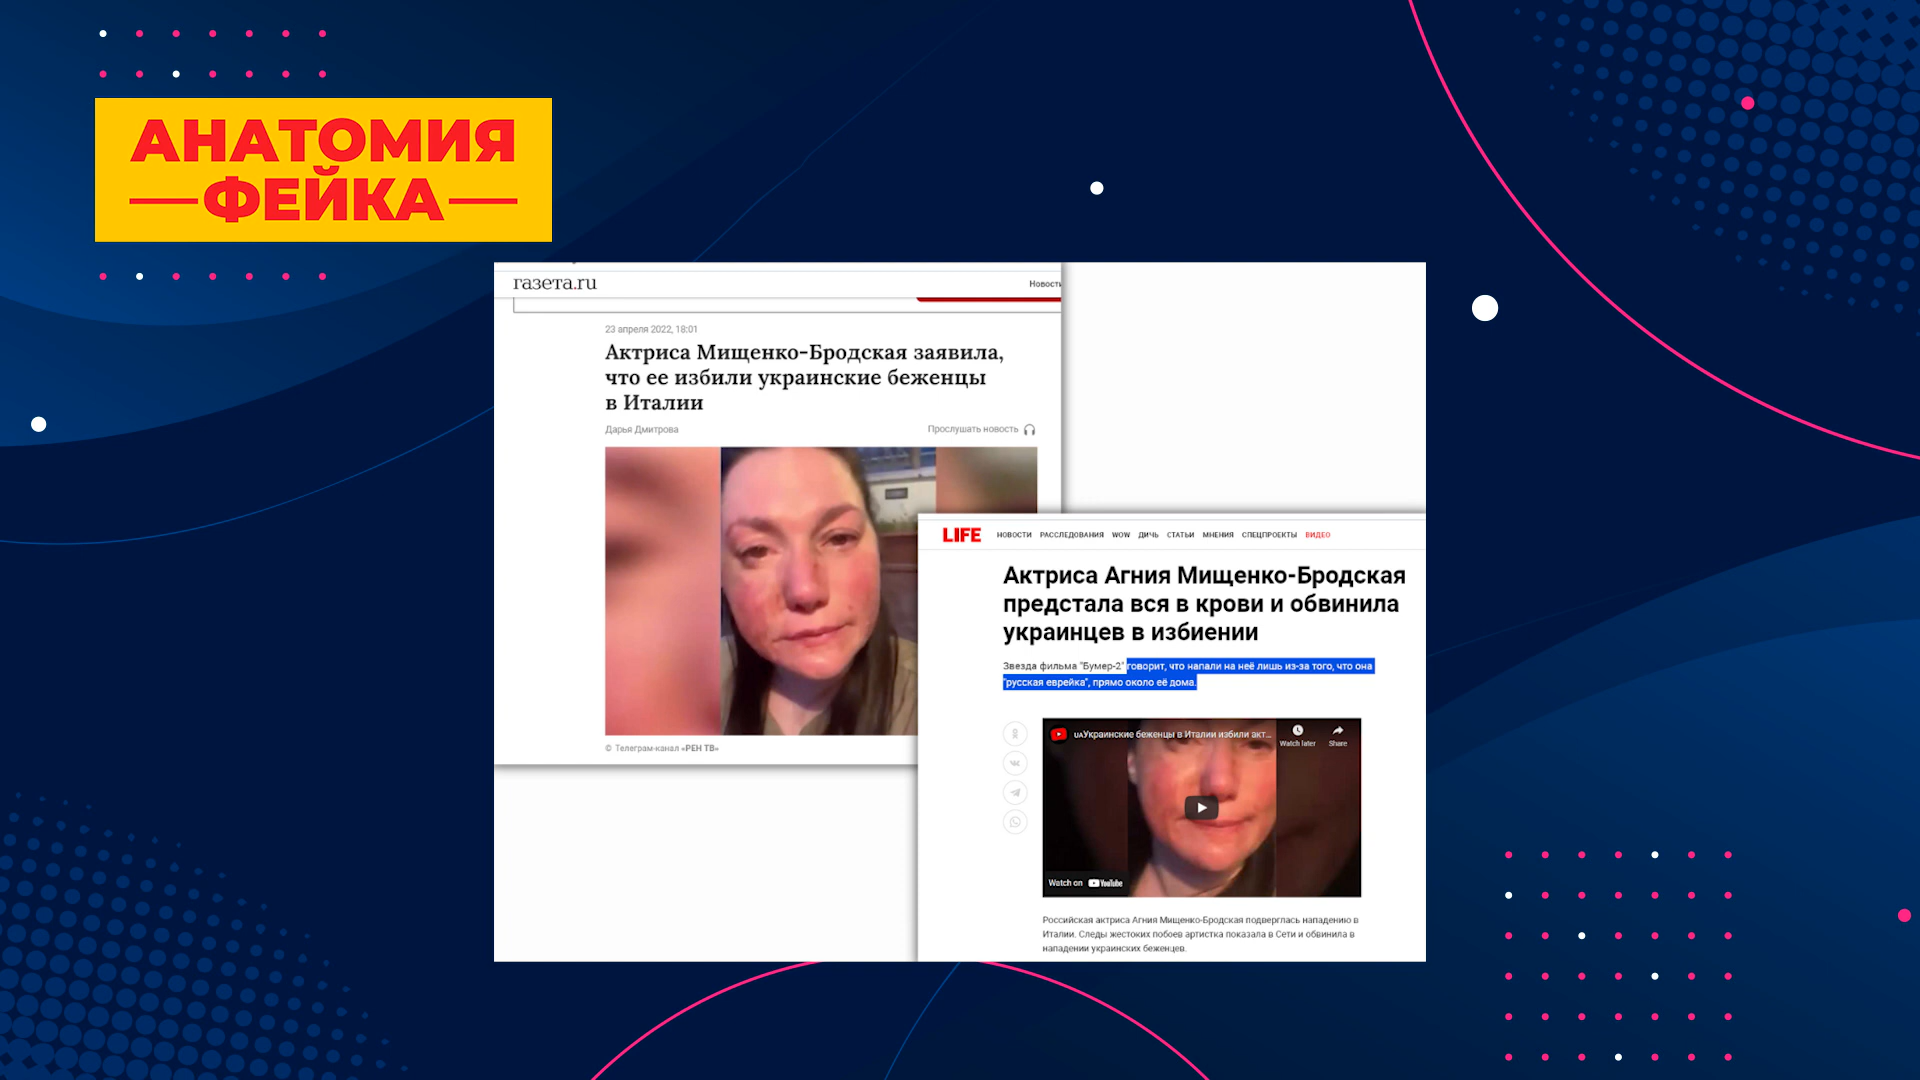 АНАТОМИЯ
ФЕЙКА
газета.ru
Новости
23 апреля 2022, 18:01
Актриса Мищенко-Бродская заявила,
что ее избили украинские беженцы
в Италии
Дарья Дмитрова
Прослушать новость
© Телеграм-канал «РЕН ТВ»
LIFE НОВОСТИ РАССЛЕДОВАНИЯ WOW ДИЧЬ СТАТЬИ МНЕНИЯ СПЕЦПРОЕКТЫ ВИДЕО
Актриса Агния Мищенко-Бродская
предстала вся в крови и обвинила
украинцев в избиении
Звезда фильма "Бумер-2" говорит, что напали на неё лишь из-за того, что она
"русская еврейка", прямо около её дома.
UAУкраинские беженцы в Италии избили акт...
Watch later
Share
Watch on YouTube
Российская актриса Агния Мищенко-Бродская подверглась нападению в
Италии. Следы жестоких побоев артистка показала в Сети и обвинила в
нападении украинских беженцев.